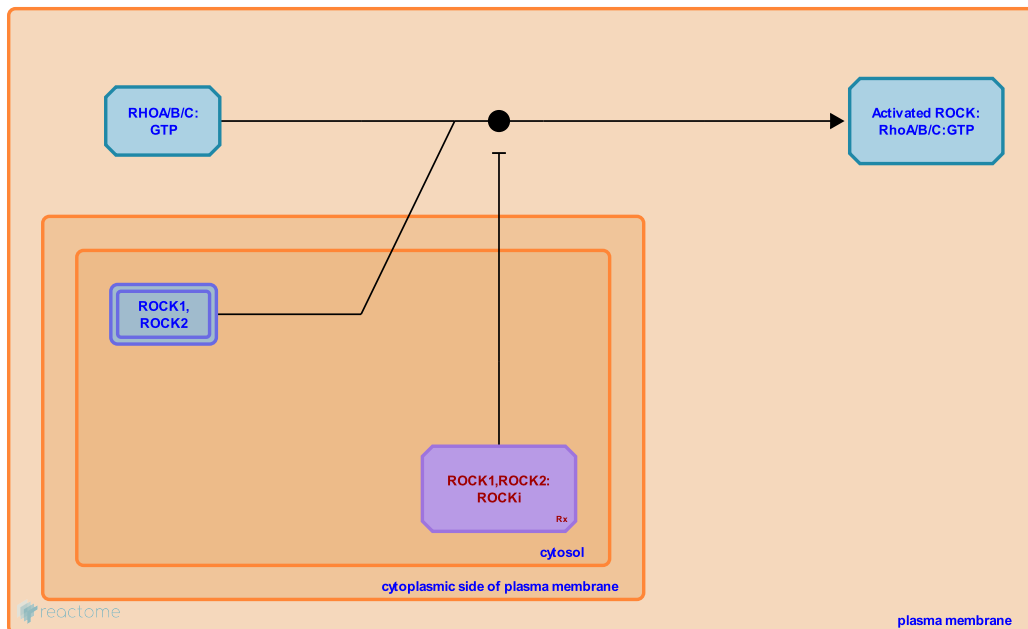 RHOA/B/C:
GTP
Activated ROCK:
RhoA/B/C:GTP
ROCK1,
ROCK2
ROCK1,ROCK2:
ROCKi
Rx
cytosol
cytoplasmic side of plasma membrane
reactome
plasma membrane